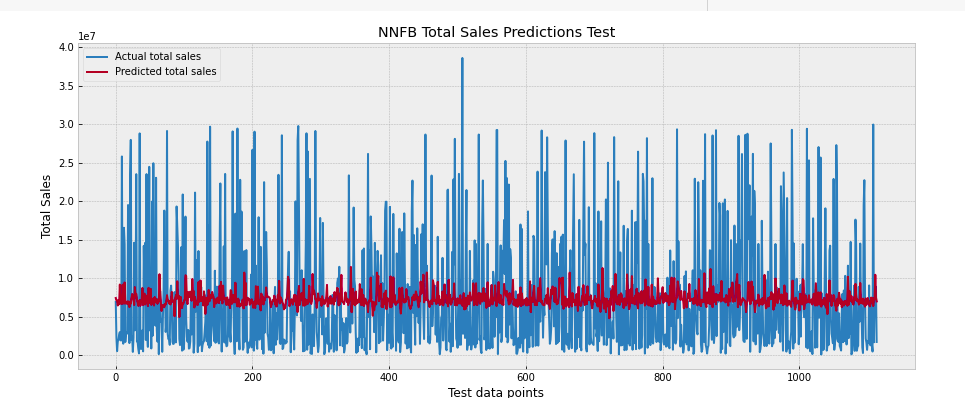 NNFB Total Sales Predictions Test
1e7
4.0
3.5
3.0
2.5
2.0
1.5
1.0
0.5
0.0
Total Sales
Actual total sales
Predicted total sales
0 200 400 600 800 1000
Test data points